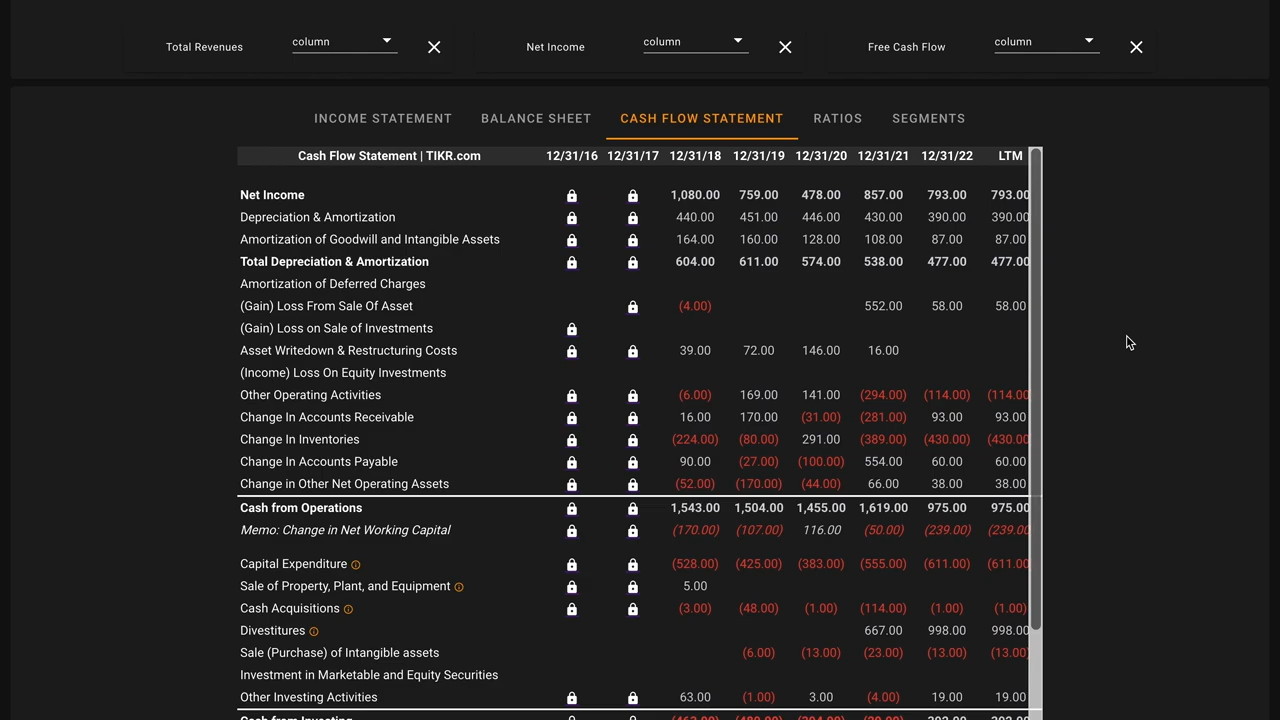 Total Revenues column Net Income column Free Cash Flow column
INCOME STATEMENT BALANCE SHEET CASH FLOW STATEMENT RATIOS SEGMENTS
Cash Flow Statement | TIKR.com 12/31/16 12/31/17 12/31/18 12/31/19 12/31/20 12/31/21 12/31/22 LTM
Net Income 1,080.00 759.00 478.00 857.00 793.00 793.00
Depreciation & Amortization 440.00 451.00 446.00 430.00 390.00 390.00
Amortization of Goodwill and Intangible Assets 164.00 160.00 128.00 108.00 87.00 87.00
Total Depreciation & Amortization 604.00 611.00 574.00 538.00 477.00 477.00
Amortization of Deferred Charges
(Gain) Loss From Sale Of Asset (4.00) 552.00 58.00 58.00
(Gain) Loss on Sale of Investments
Asset Writedown & Restructuring Costs 39.00 72.00 146.00 16.00
(Income) Loss On Equity Investments
Other Operating Activities (6.00) 169.00 141.00 (294.00) (114.00) (114.00
Change In Accounts Receivable 16.00 170.00 (31.00) (281.00) 93.00 93.00
Change In Inventories (224.00) (80.00) 291.00 (389.00) (430.00) (430.00
Change In Accounts Payable 90.00 (27.00) (100.00) 554.00 60.00 60.00
Change in Other Net Operating Assets (52.00) (170.00) (44.00) 66.00 38.00 38.00
Cash from Operations 1,543.00 1,504.00 1,455.00 1,619.00 975.00 975.00
Memo: Change in Net Working Capital (170.00) (107.00) 116.00 (50.00) (239.00) (239.00
Capital Expenditure (528.00) (425.00) (383.00) (555.00) (611.00) (611.00
Sale of Property, Plant, and Equipment 5.00
Cash Acquisitions (3.00) (48.00) (1.00) (114.00) (1.00) (1.00)
Divestitures 667.00 998.00 998.00
Sale (Purchase) of Intangible assets (6.00) (13.00) (23.00) (13.00) (13.00)
Investment in Marketable and Equity Securities
Other Investing Activities 63.00 (1.00) 3.00 (4.00) 19.00 19.00
Cash from Investing